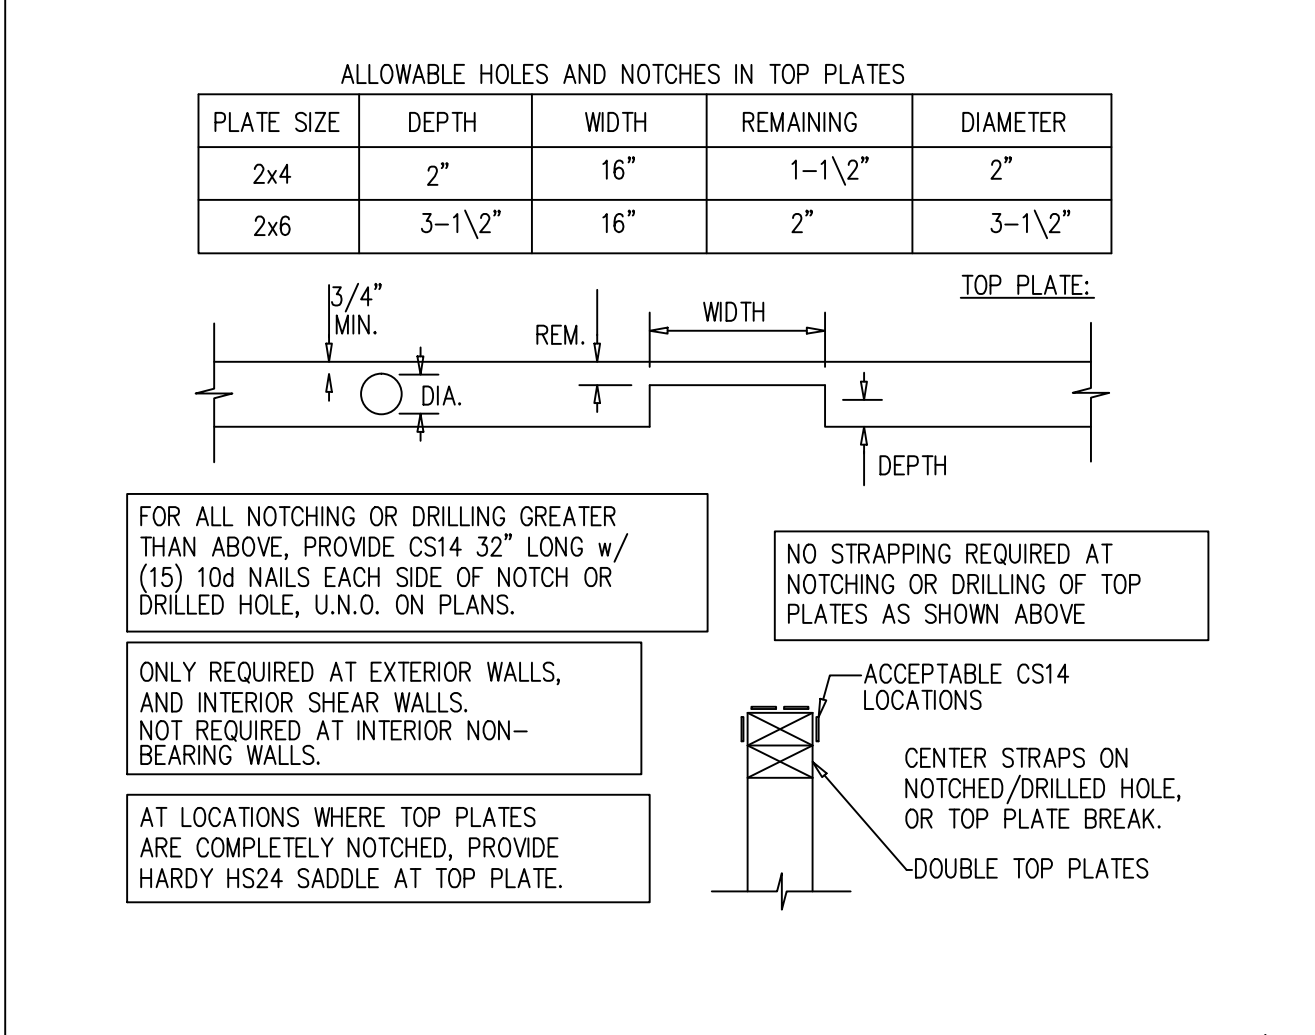 ALLOWABLE HOLES AND NOTCHES IN TOP PLATES
PLATE SIZE DEPTH WIDTH REMAINING DIAMETER
2x4 2" 16" 1-1\2" 2"
2x6 3-1\2" 16" 2" 3-1\2"
TOP PLATE:
3/4"
MIN.
REM.
WIDTH
DIA.
DEPTH
FOR ALL NOTCHING OR DRILLING GREATER
THAN ABOVE, PROVIDE CS14 32" LONG w/
(15) 10d NAILS EACH SIDE OF NOTCH OR
DRILLED HOLE, U.N.O. ON PLANS.
NO STRAPPING REQUIRED AT
NOTCHING OR DRILLING OF TOP
PLATES AS SHOWN ABOVE
ONLY REQUIRED AT EXTERIOR WALLS,
AND INTERIOR SHEAR WALLS.
NOT REQUIRED AT INTERIOR NON-
BEARING WALLS.
ACCEPTABLE CS14
LOCATIONS
CENTER STRAPS ON
NOTCHED/DRILLED HOLE,
OR TOP PLATE BREAK.
DOUBLE TOP PLATES
AT LOCATIONS WHERE TOP PLATES
ARE COMPLETELY NOTCHED, PROVIDE
HARDY HS24 SADDLE AT TOP PLATE.